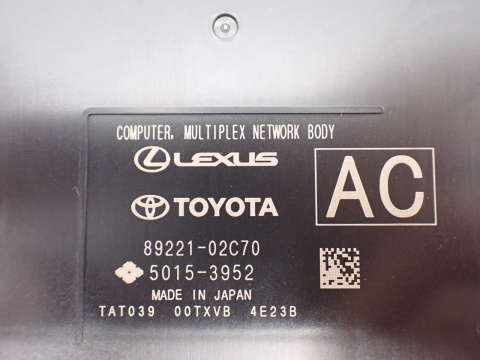 COMPUTER, MULTIPLEX NETWORK BODY
LEXUS
TOYOTA
AC
89221-02C70
5015-3952
MADE IN JAPAN
TAT039 00TXVB 4E23B